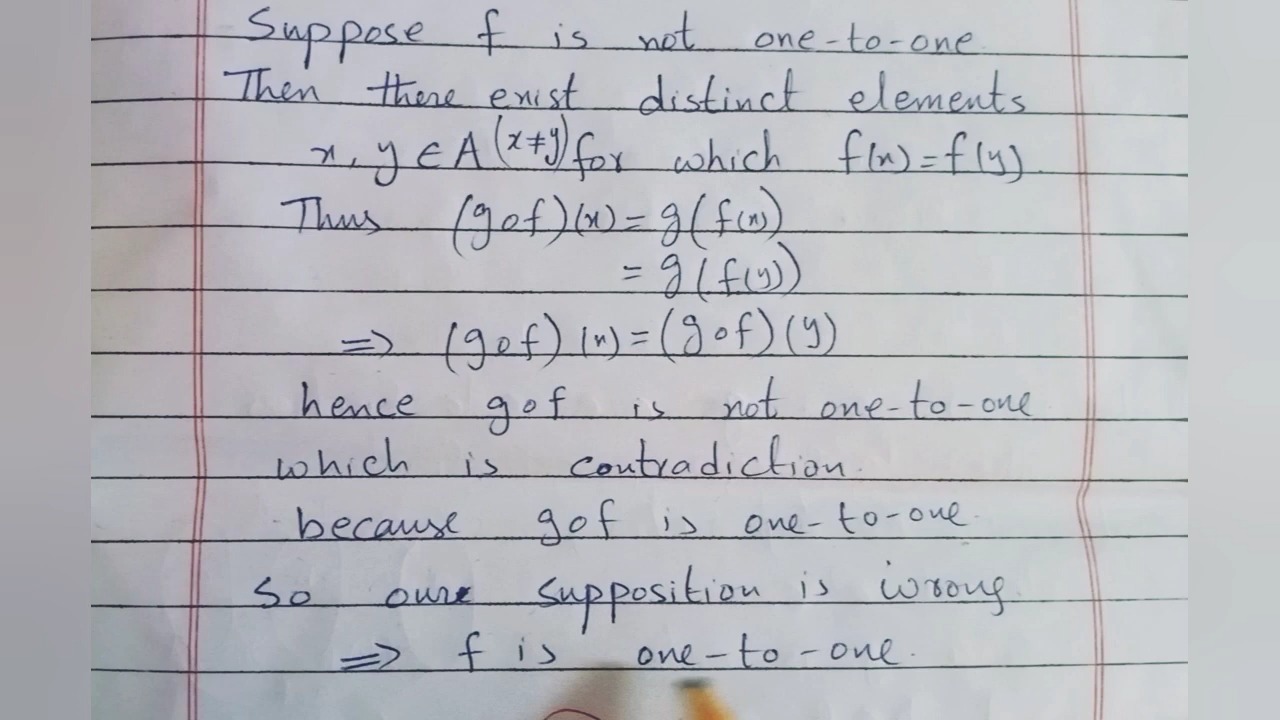 Suppose f is not one-to-one
Then there exist distinct elements
x, y ∈ A (x≠y) for which f(x) = f(y).
Thus (gof)(x) = g(f(x)
= g(f(y))
⇒ (gof)(x) = (gof)(y)
hence gof is not one-to-one
which is contradiction.
because gof is one-to-one.
So oure supposition is wrong.
⇒ f is one-to-one.